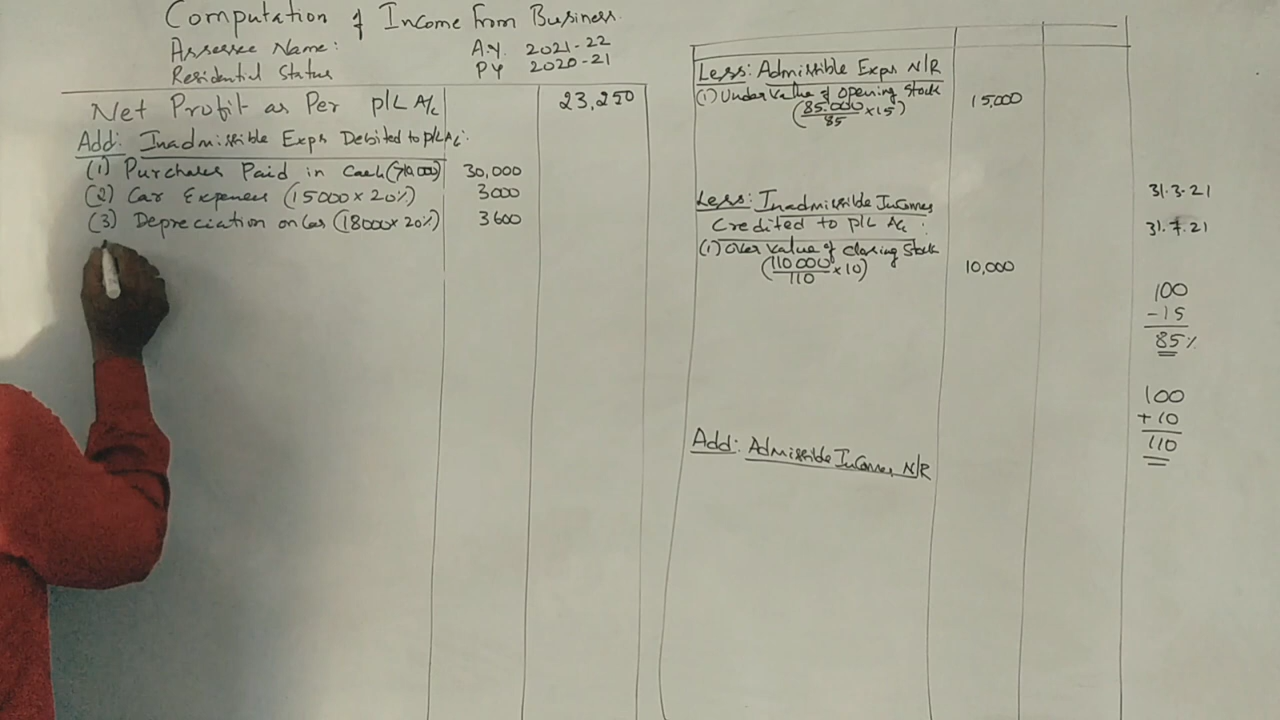 Computation of Income From Business.
Assessee Name: A.Y. 2021-22
Residential Status PY 2020-21
Net Profit as Per P/L A/c 23,250
Add: Inadmissible Exps Debited to P/L A/c:
(1) Purchases Paid in Cash (>10,000) 30,000
(2) Car Expenses (15000 × 20%) 3000
(3) Depreciation on Car (18000 × 20%) 3600
Less: Admissible Exps N/R
(1) Under Value of Opening Stock
(85,000/85 × 15) 15,000
Less: Inadmissible Incomes
Credited to P/L A/c :
(1) Over Value of Closing Stock
(110000/110 × 10) 10,000
Add: Admissible Incomes N/R
31.3.21
31.7.21
100
-15
85%
100
+10
110